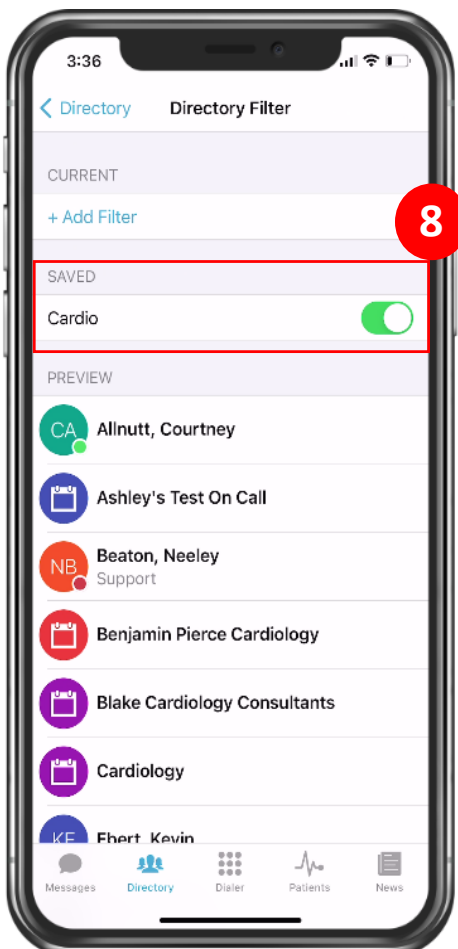 3:36
Directory
Directory Filter
CURRENT
+ Add Filter
8
SAVED
Cardio
PREVIEW
CA
Allnutt, Courtney
Ashley's Test On Call
NB
Beaton, Neeley
Support
Benjamin Pierce Cardiology
Blake Cardiology Consultants
Cardiology
KE
Ebert, Kevin
Messages Directory Dialer Patients News